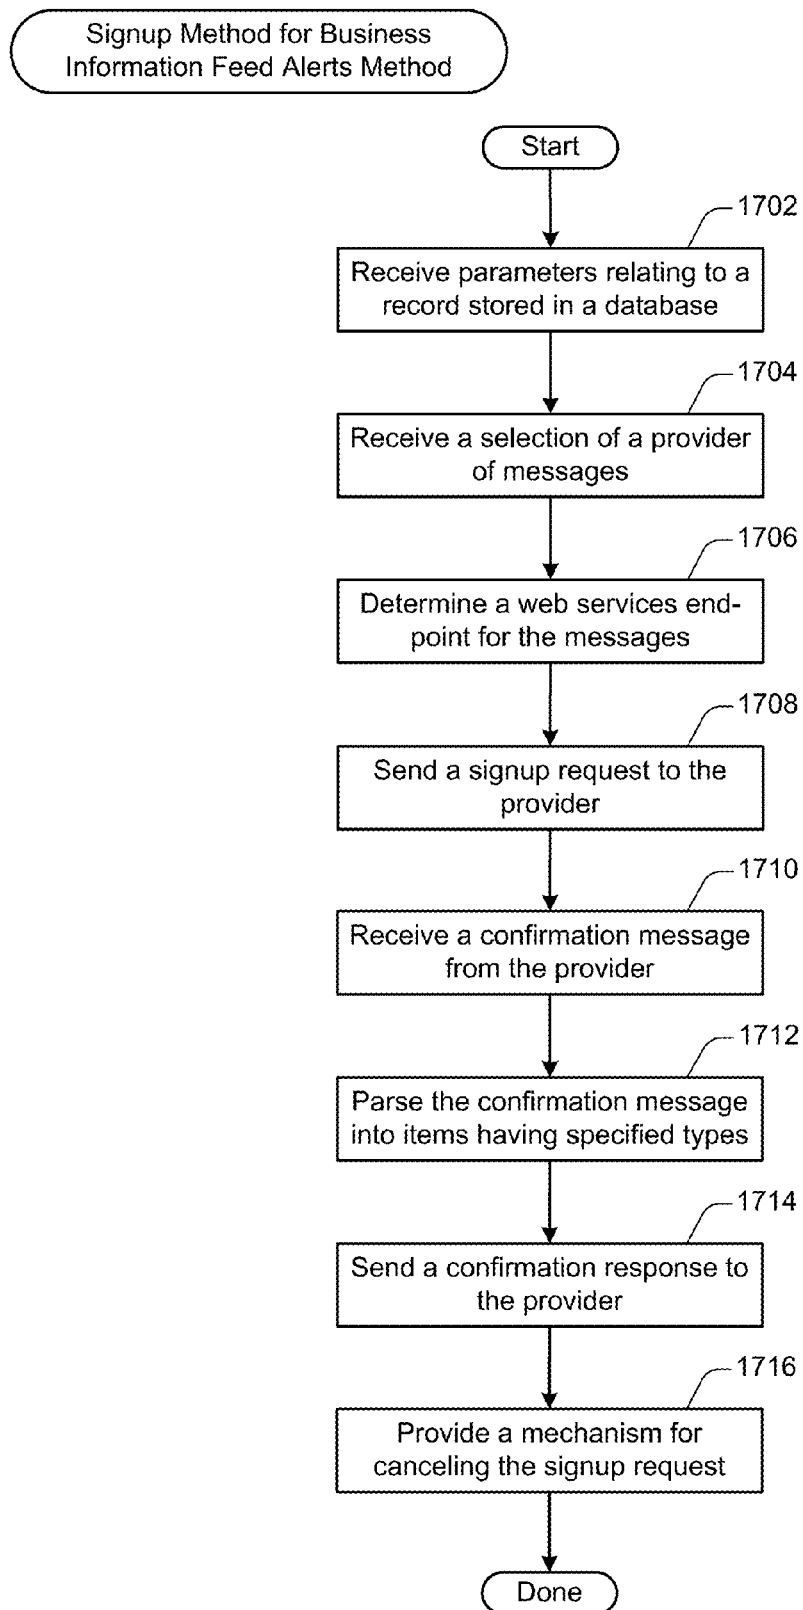 Signup Method for Business
Information Feed Alerts Method
Start
1702
Receive parameters relating to a
record stored in a database
1704
Receive a selection of a provider
of messages
1706
Determine a web services end-
point for the messages
1708
Send a signup request to the
provider
1710
Receive a confirmation message
from the provider
1712
Parse the confirmation message
into items having specified types
1714
Send a confirmation response to
the provider
1716
Provide a mechanism for
canceling the signup request
Done